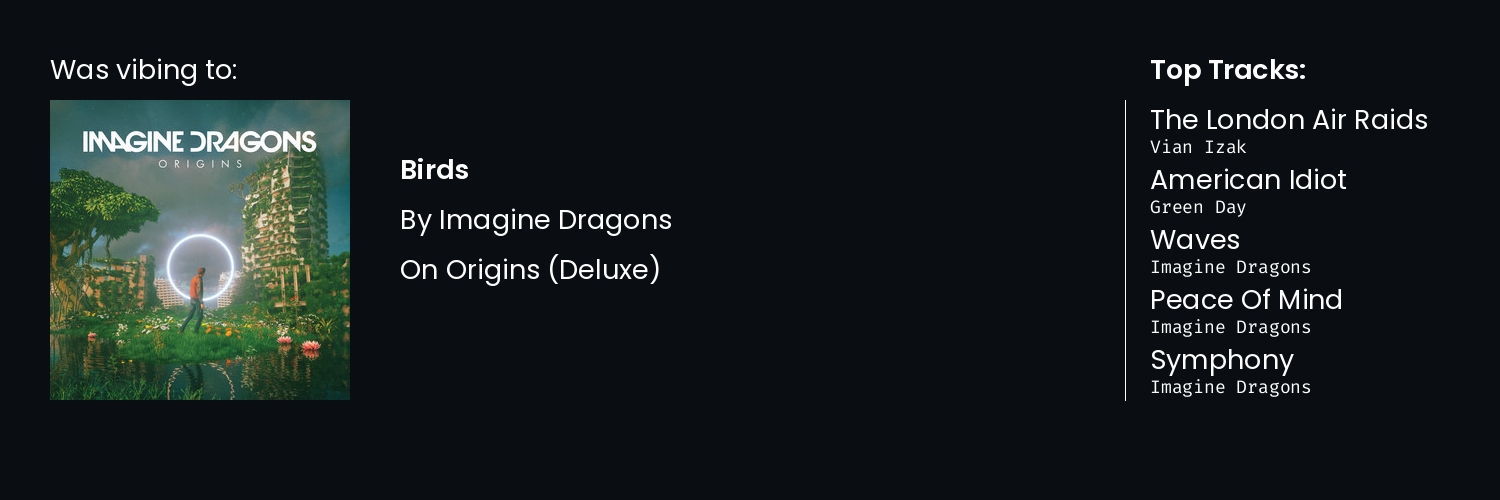 Was vibing to:
IMAGINE DRAGONS
ORIGINS
Birds
By Imagine Dragons
On Origins (Deluxe)
Top Tracks:
The London Air Raids
Vian Izak
American Idiot
Green Day
Waves
Imagine Dragons
Peace Of Mind
Imagine Dragons
Symphony
Imagine Dragons